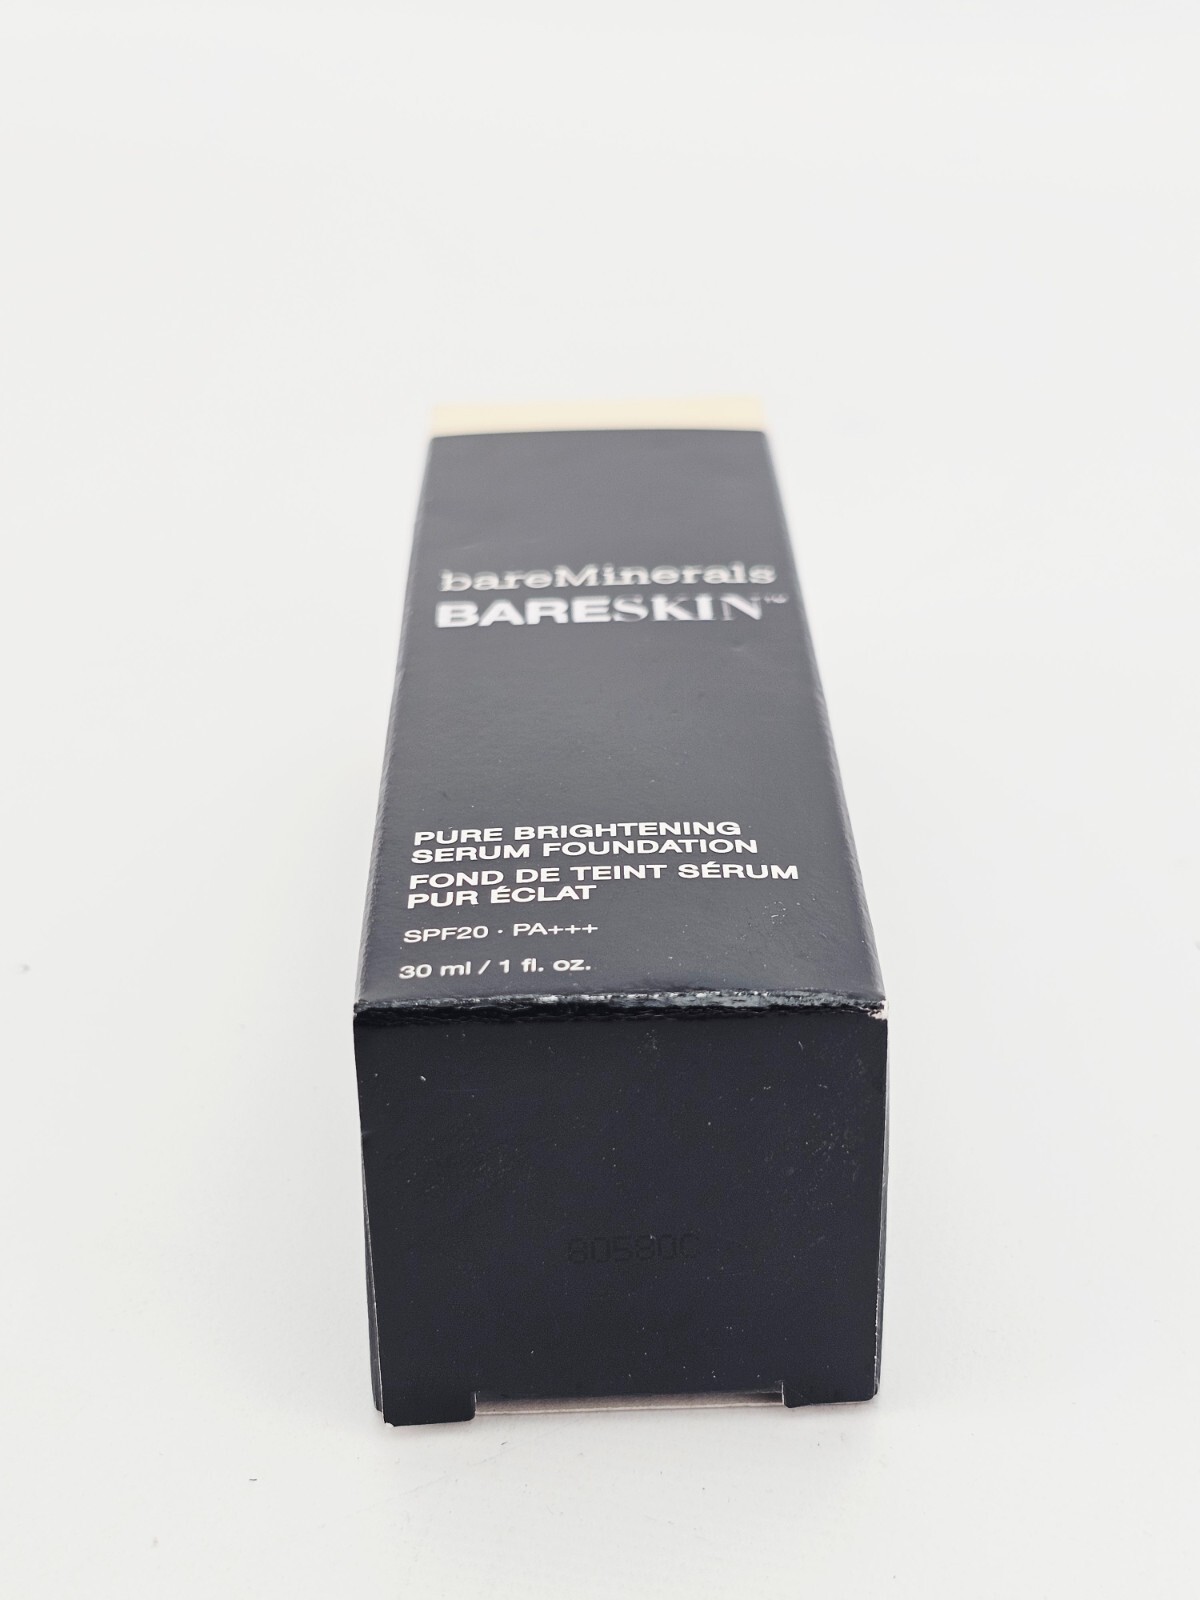 bareMinerals
BARESKIN™
PURE BRIGHTENING
SERUM FOUNDATION
FOND DE TEINT SÉRUM
PUR ÉCLAT
SPF20 · PA+++
30 ml / 1 fl. oz.